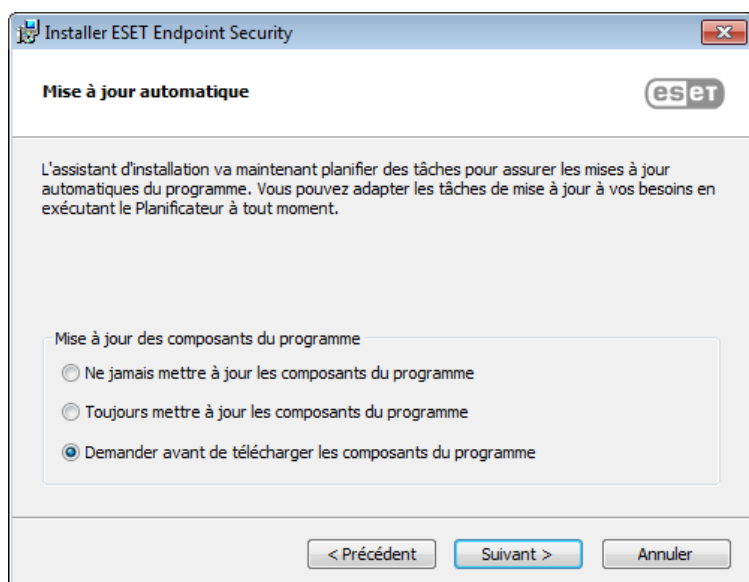 Installer ESET Endpoint Security
Mise à jour automatique
eset
L'assistant d'installation va maintenant planifier des tâches pour assurer les mises à jour
automatiques du programme. Vous pouvez adapter les tâches de mise à jour à vos besoins en
exécutant le Planificateur à tout moment.
Mise à jour des composants du programme
Ne jamais mettre à jour les composants du programme
Toujours mettre à jour les composants du programme
Demander avant de télécharger les composants du programme
< Précédent
Suivant >
Annuler